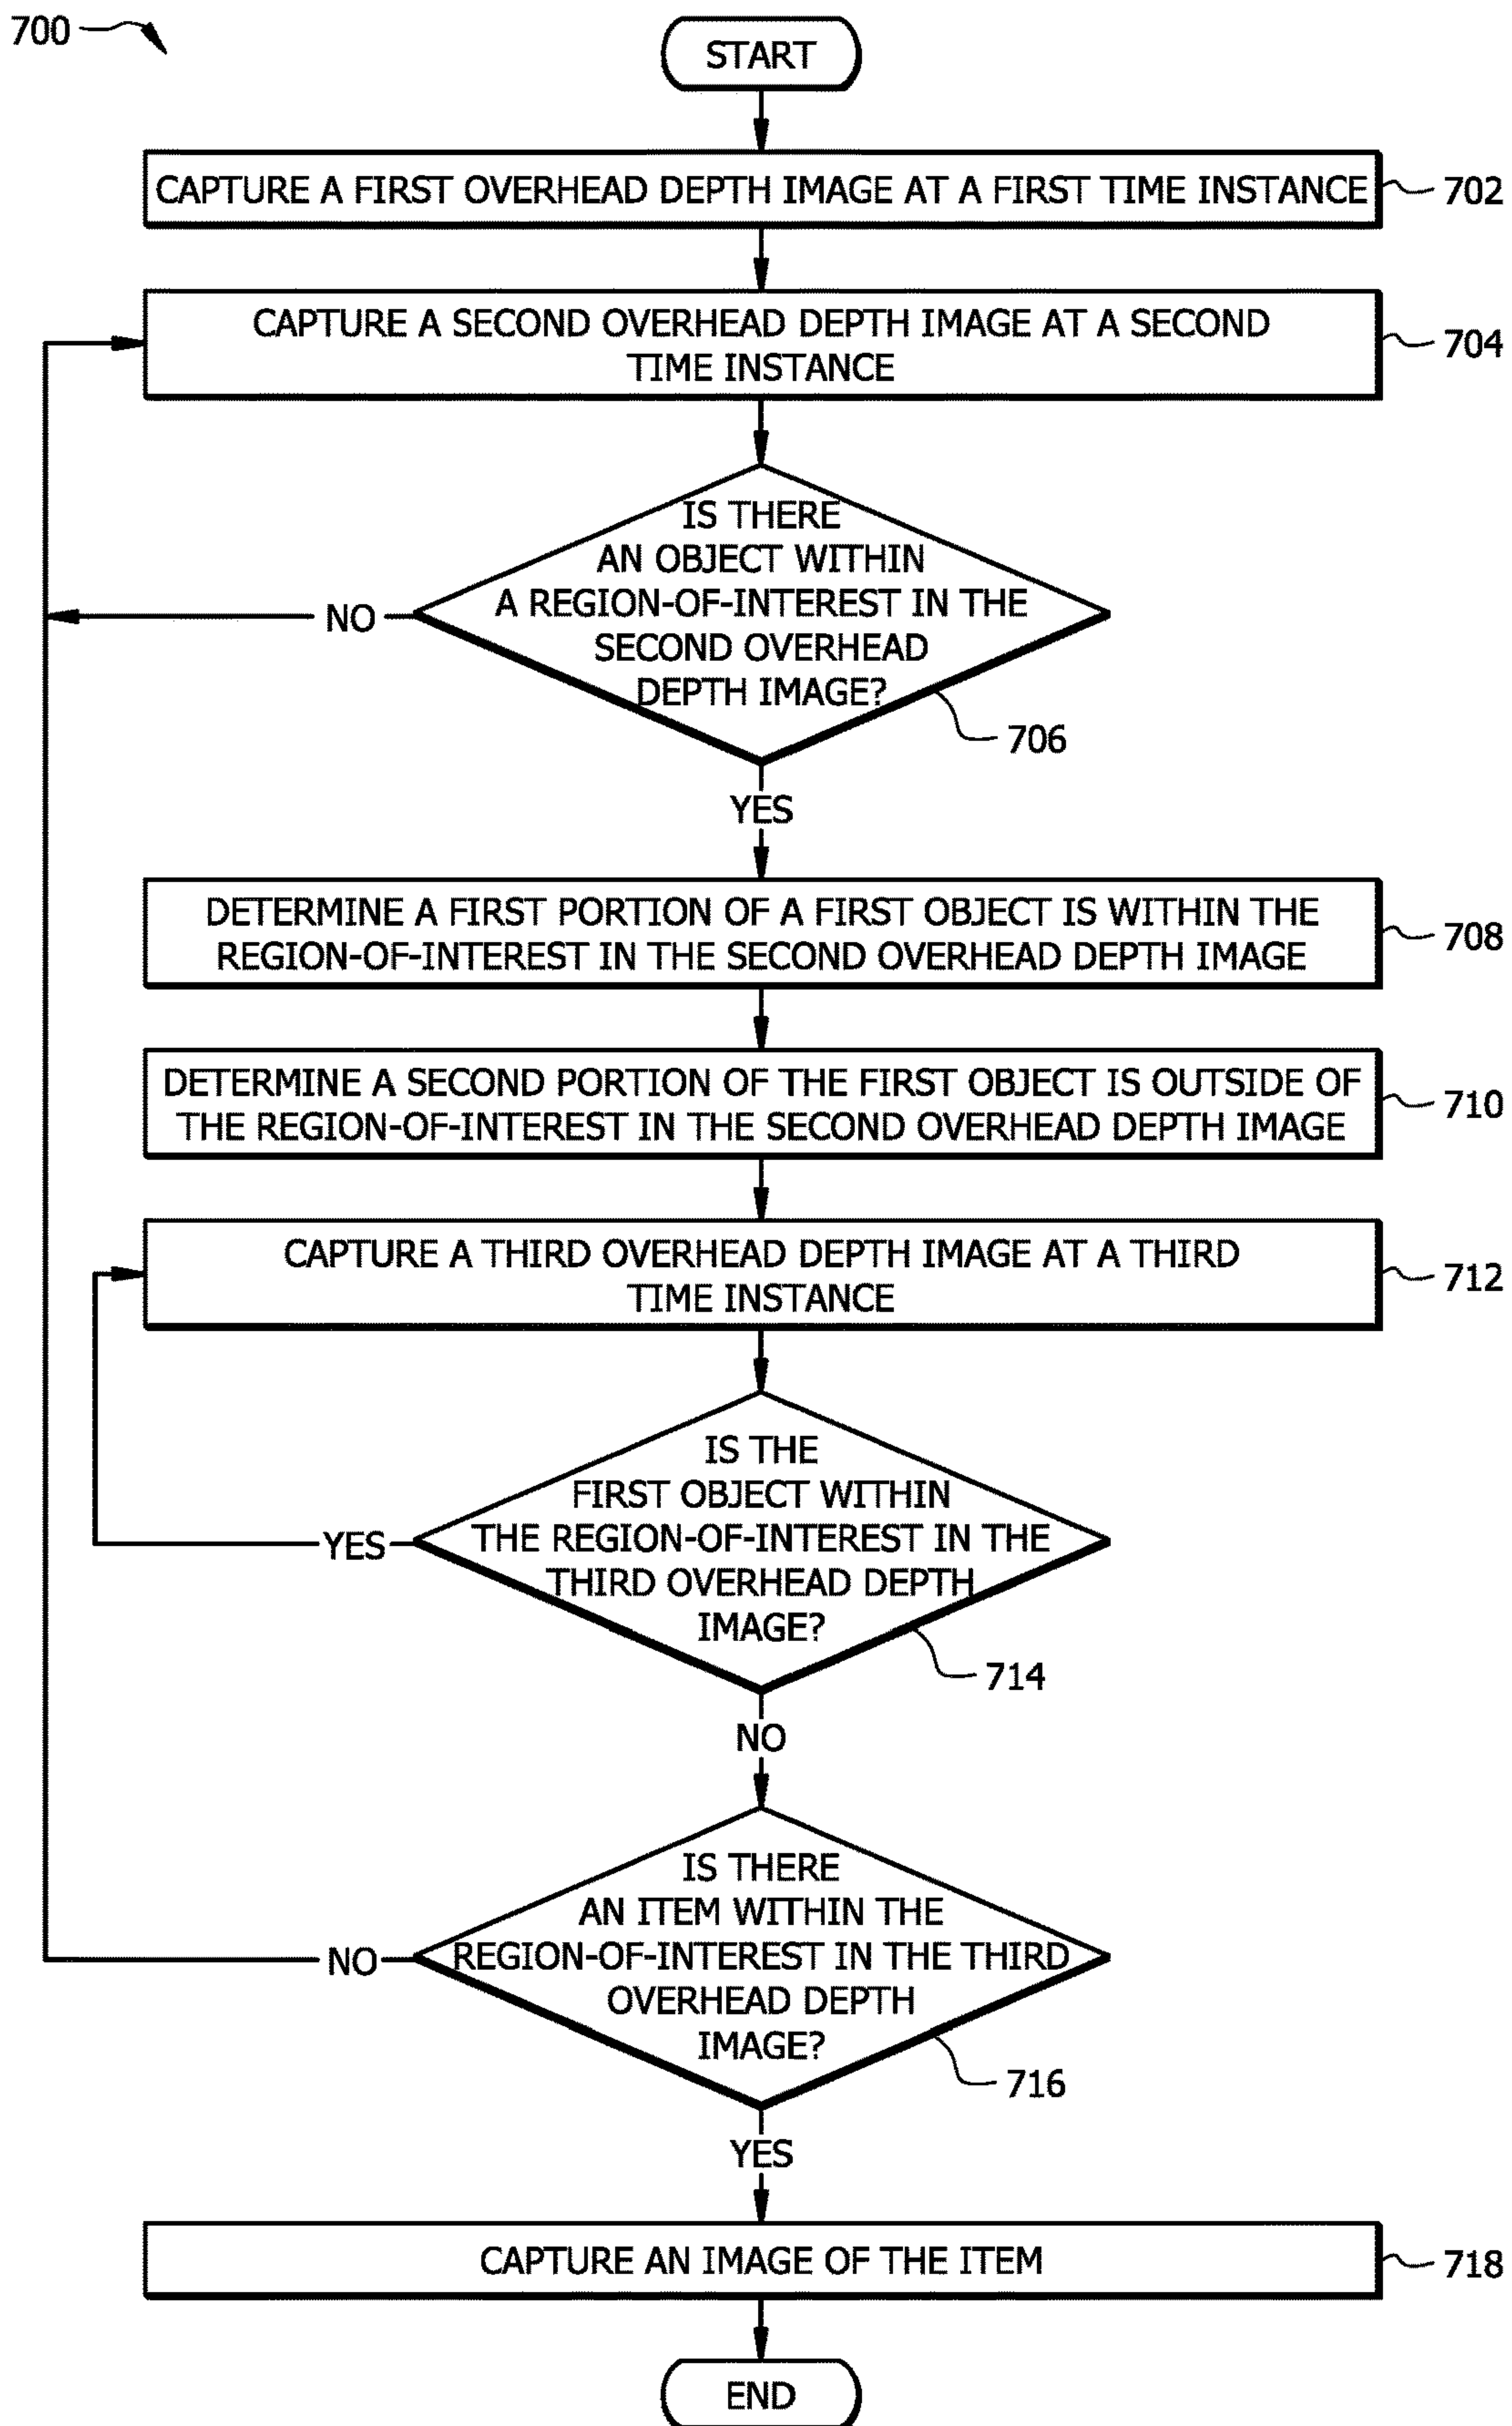 700
START
CAPTURE A FIRST OVERHEAD DEPTH IMAGE AT A FIRST TIME INSTANCE
702
CAPTURE A SECOND OVERHEAD DEPTH IMAGE AT A SECOND
TIME INSTANCE
704
IS THERE
AN OBJECT WITHIN
A REGION-OF-INTEREST IN THE
SECOND OVERHEAD
DEPTH IMAGE?
NO
706
YES
DETERMINE A FIRST PORTION OF A FIRST OBJECT IS WITHIN THE
REGION-OF-INTEREST IN THE SECOND OVERHEAD DEPTH IMAGE
708
DETERMINE A SECOND PORTION OF THE FIRST OBJECT IS OUTSIDE OF
THE REGION-OF-INTEREST IN THE SECOND OVERHEAD DEPTH IMAGE
710
CAPTURE A THIRD OVERHEAD DEPTH IMAGE AT A THIRD
TIME INSTANCE
712
IS THE
FIRST OBJECT WITHIN
THE REGION-OF-INTEREST IN THE
THIRD OVERHEAD DEPTH
IMAGE?
YES
714
NO
IS THERE
AN ITEM WITHIN THE
REGION-OF-INTEREST IN THE THIRD
OVERHEAD DEPTH
IMAGE?
NO
716
YES
CAPTURE AN IMAGE OF THE ITEM
718
END